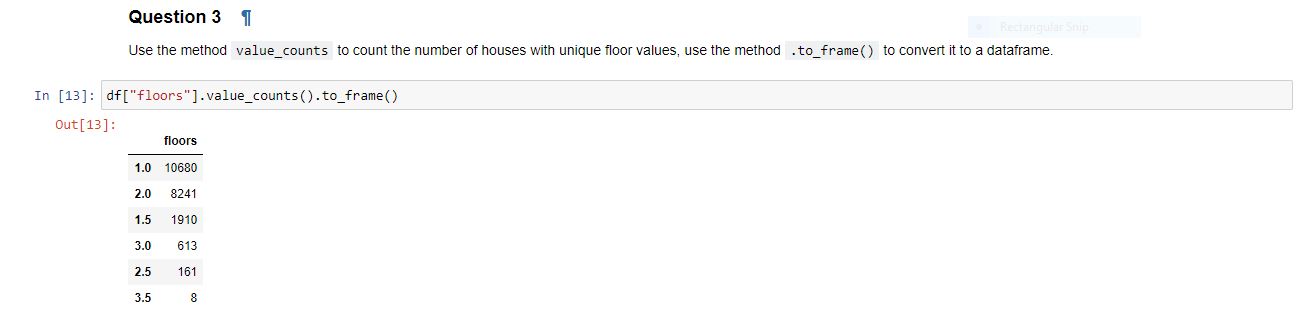 Question 3 ¶
Rectangular Snip
Use the method value_counts to count the number of houses with unique floor values, use the method .to_frame() to convert it to a dataframe.
In [13]: df["floors"].value_counts().to_frame()
Out[13]:
floors
1.0 10680
2.0 8241
1.5 1910
3.0 613
2.5 161
3.5 8